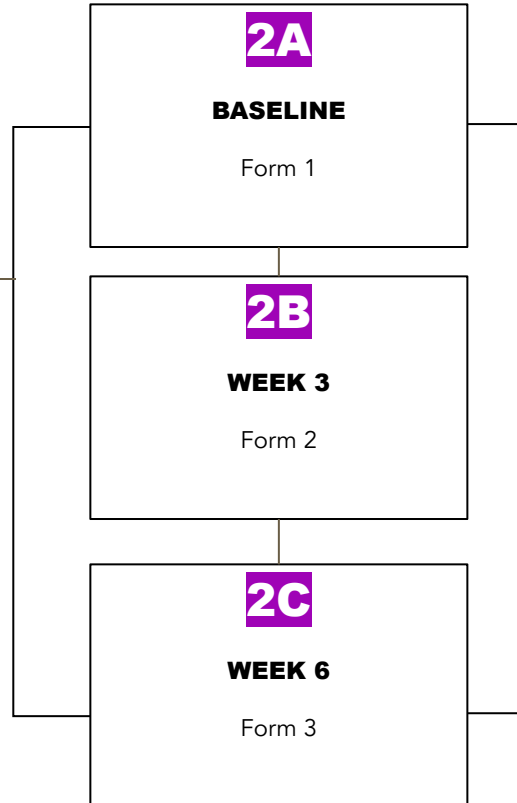 2A
BASELINE
Form 1
2B
WEEK 3
Form 2
2C
WEEK 6
Form 3